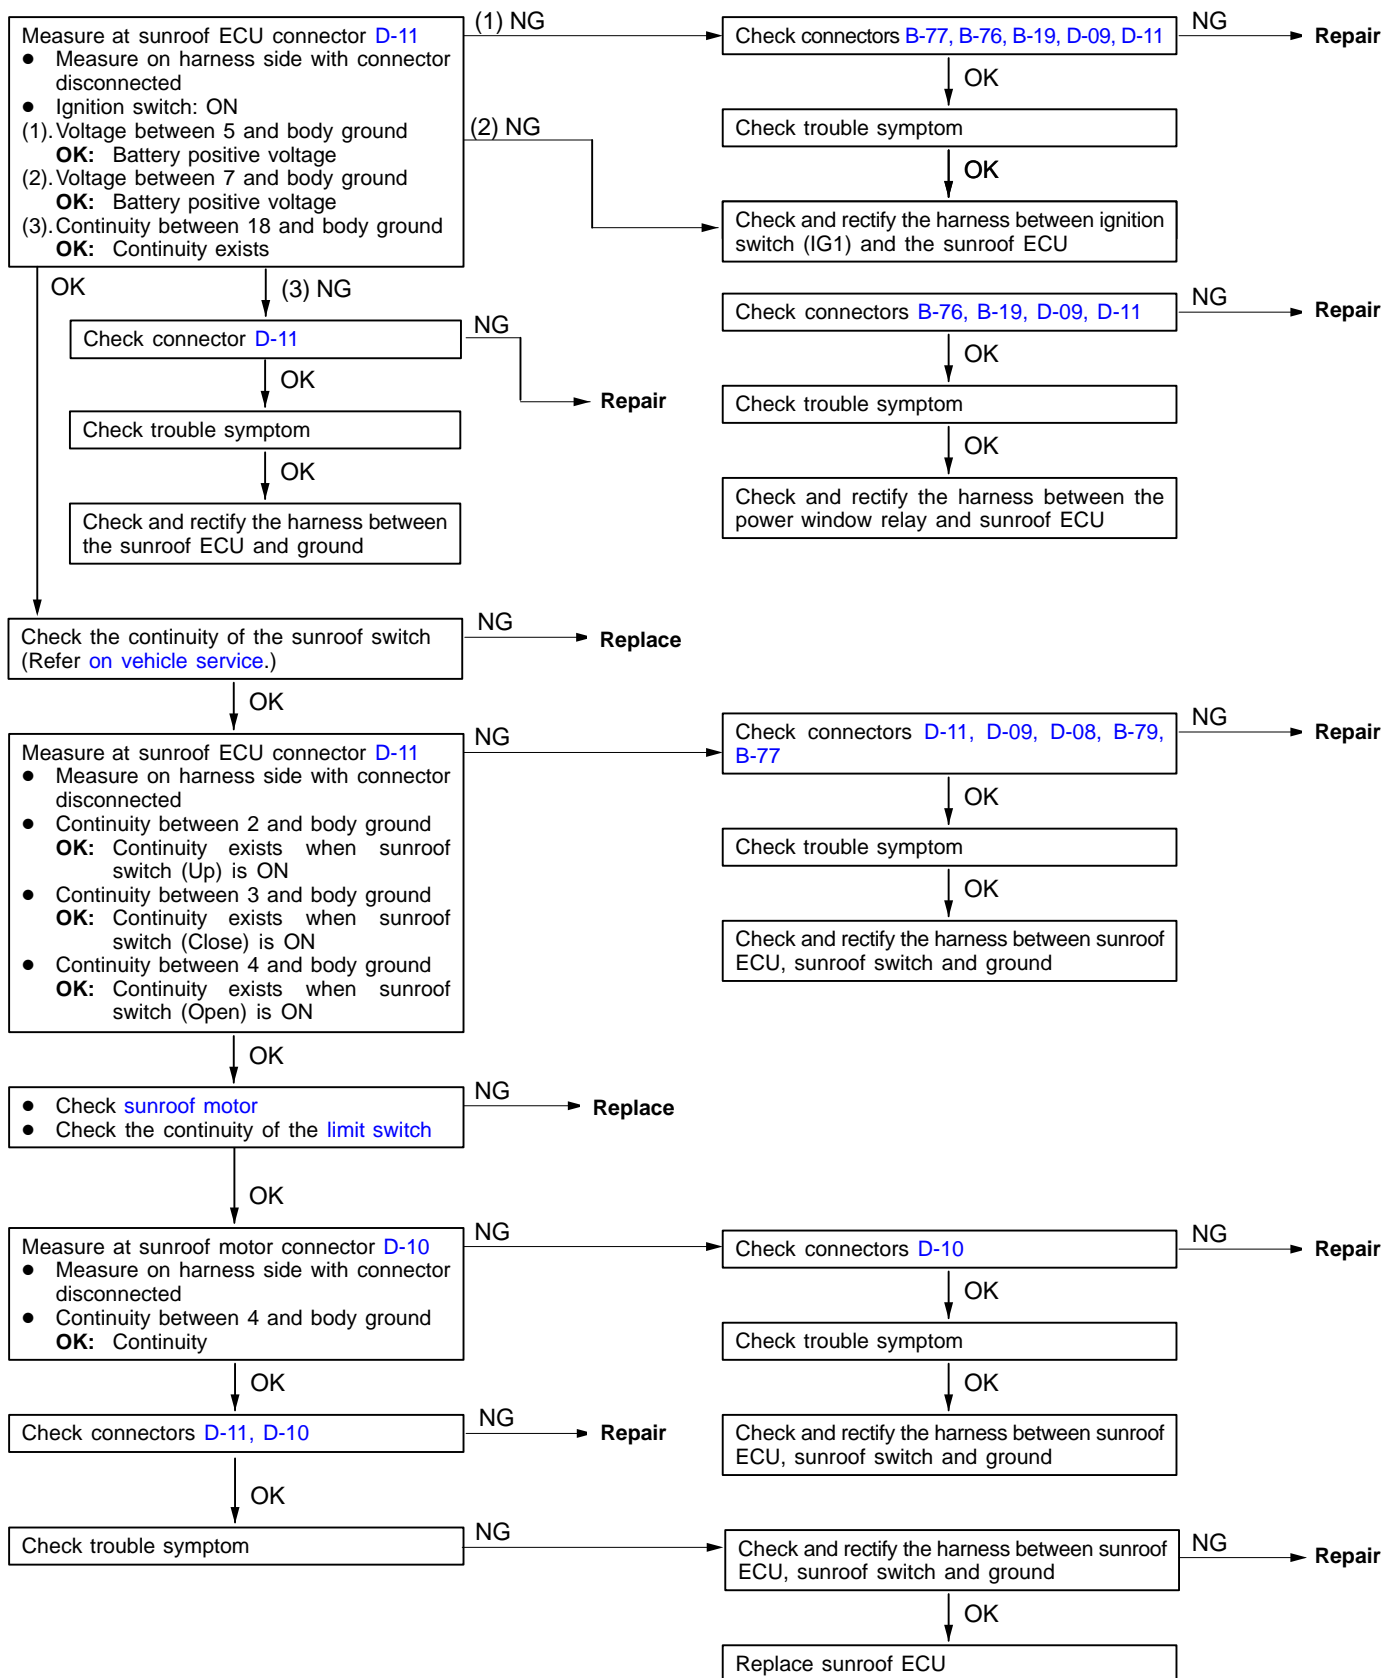 Measure at sunroof ECU connector D-11
● Measure on harness side with connector
disconnected
● Ignition switch: ON
(1). Voltage between 5 and body ground
OK: Battery positive voltage
(2). Voltage between 7 and body ground
OK: Battery positive voltage
(3). Continuity between 18 and body ground
OK: Continuity exists
(1) NG
Check connectors B-77, B-76, B-19, D-09, D-11
NG
Repair
OK
Check trouble symptom
OK
(2) NG
Check and rectify the harness between ignition
switch (IG1) and the sunroof ECU
OK
(3) NG
Check connector D-11
NG
Repair
OK
Check trouble symptom
OK
Check and rectify the harness between
the sunroof ECU and ground
Check connectors B-76, B-19, D-09, D-11
NG
Repair
OK
Check trouble symptom
OK
Check and rectify the harness between the
power window relay and sunroof ECU
Check the continuity of the sunroof switch
(Refer on vehicle service.)
NG
Replace
OK
Measure at sunroof ECU connector D-11
● Measure on harness side with connector
disconnected
● Continuity between 2 and body ground
OK: Continuity exists when sunroof
switch (Up) is ON
● Continuity between 3 and body ground
OK: Continuity exists when sunroof
switch (Close) is ON
● Continuity between 4 and body ground
OK: Continuity exists when sunroof
switch (Open) is ON
NG
Check connectors D-11, D-09, D-08, B-79,
B-77
NG
Repair
OK
Check trouble symptom
OK
Check and rectify the harness between sunroof
ECU, sunroof switch and ground
OK
● Check sunroof motor
● Check the continuity of the limit switch
NG
Replace
OK
Measure at sunroof motor connector D-10
● Measure on harness side with connector
disconnected
● Continuity between 4 and body ground
OK: Continuity
NG
Check connectors D-10
NG
Repair
OK
Check trouble symptom
OK
Check and rectify the harness between sunroof
ECU, sunroof switch and ground
OK
Check connectors D-11, D-10
NG
Repair
OK
Check trouble symptom
NG
Check and rectify the harness between sunroof
ECU, sunroof switch and ground
NG
Repair
OK
Replace sunroof ECU